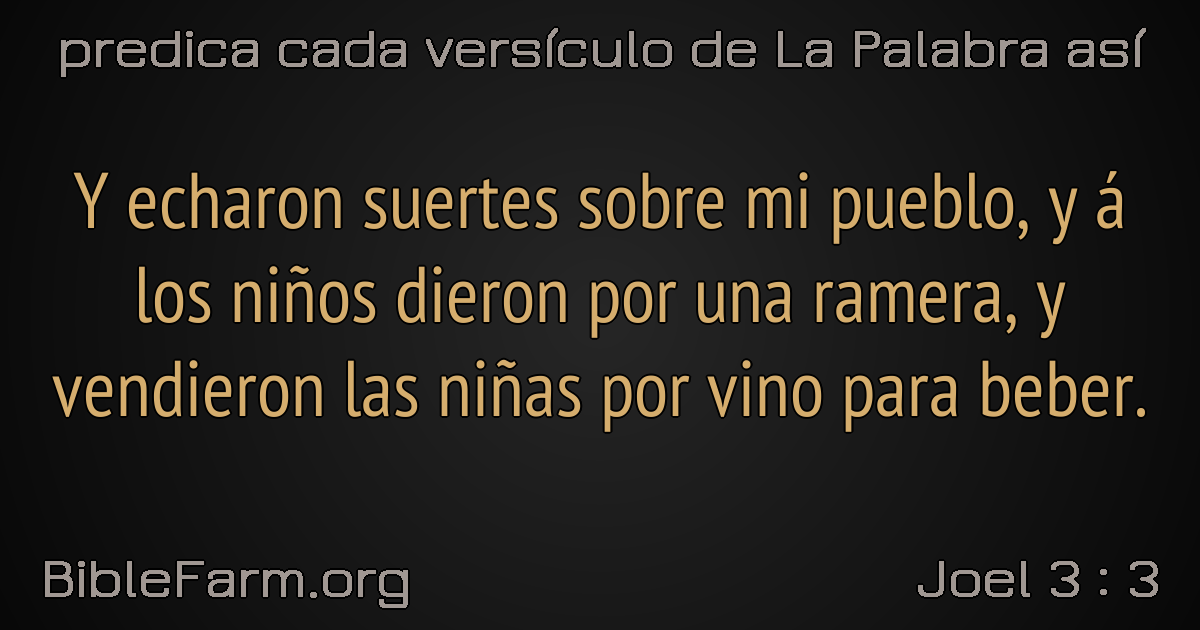 predica cada versículo de La Palabra así
Y echaron suertes sobre mi pueblo, y á
los niños dieron por una ramera, y
vendieron las niñas por vino para beber.
BibleFarm.org
Joel 3 : 3